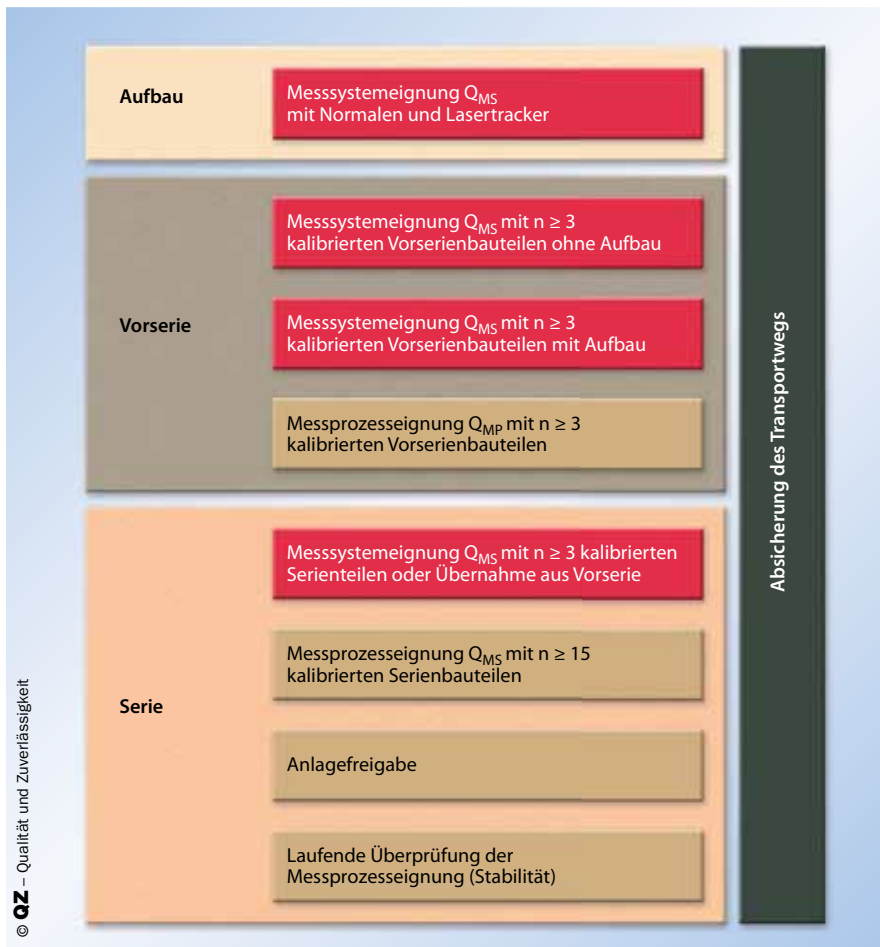 Aufbau
Messsystemeignung QMS
mit Normalen und Lasertracker
Vorserie
Messsystemeignung QMS mit n ≥ 3
kalibrierten Vorserienbauteilen ohne Aufbau
Messsystemeignung QMS mit n ≥ 3
kalibrierten Vorserienbauteilen mit Aufbau
Messprozesseignung QMP mit n ≥ 3
kalibrierten Vorserienbauteilen
Serie
Messsystemeignung QMS mit n ≥ 3 kalibrierten
Serienteilen oder Übernahme aus Vorserie
Messprozesseignung QMS mit n ≥ 15
kalibrierten Serienbauteilen
Anlagefreigabe
Laufende Überprüfung der
Messprozesseignung (Stabilität)
Absicherung des Transportwegs
© QZ – Qualität und Zuverlässigkeit